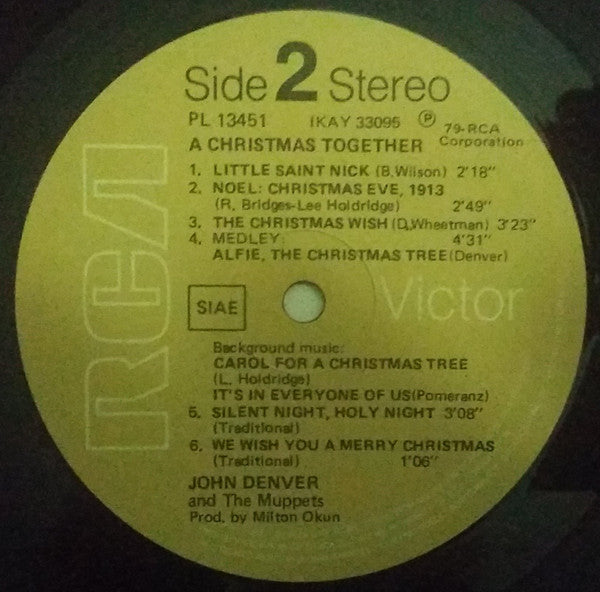 Side 2 Stereo
PL 13451 IKAY 33095 Ⓟ 79-RCA
Corporation
A CHRISTMAS TOGETHER
1. LITTLE SAINT NICK (B.Wilson) 2'18"
2. NOEL: CHRISTMAS EVE, 1913
(R. Bridges-Lee Holdridge) 2'49"
3. THE CHRISTMAS WISH (D.Wheetman) 3'23"
4. MEDLEY: 4'31"
ALFIE, THE CHRISTMAS TREE(Denver)
RCA
SIAE
Victor
Background music:
CAROL FOR A CHRISTMAS TREE
(L. Holdridge)
IT'S IN EVERYONE OF US(Pomeranz)
5. SILENT NIGHT, HOLY NIGHT 3'08"
(Traditional)
6. WE WISH YOU A MERRY CHRISTMAS
(Traditional) 1'06"
JOHN DENVER
and The Muppets
Prod. by Milton Okun